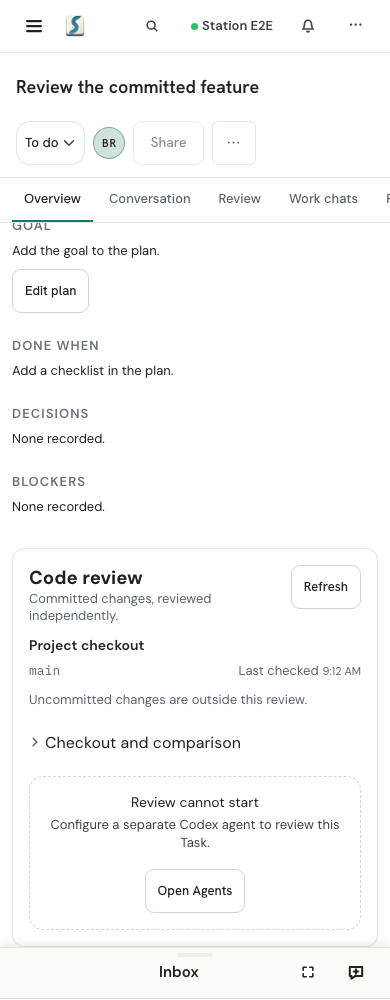 Station E2E
Review the committed feature
To do
BR
Share
Overview
Conversation
Review
Work chats
GOAL
Add the goal to the plan.
Edit plan
DONE WHEN
Add a checklist in the plan.
DECISIONS
None recorded.
BLOCKERS
None recorded.
Code review
Refresh
Committed changes, reviewed
independently.
Project checkout
main
Last checked 9:12 AM
Uncommitted changes are outside this review.
Checkout and comparison
Review cannot start
Configure a separate Codex agent to review this
Task.
Open Agents
Inbox